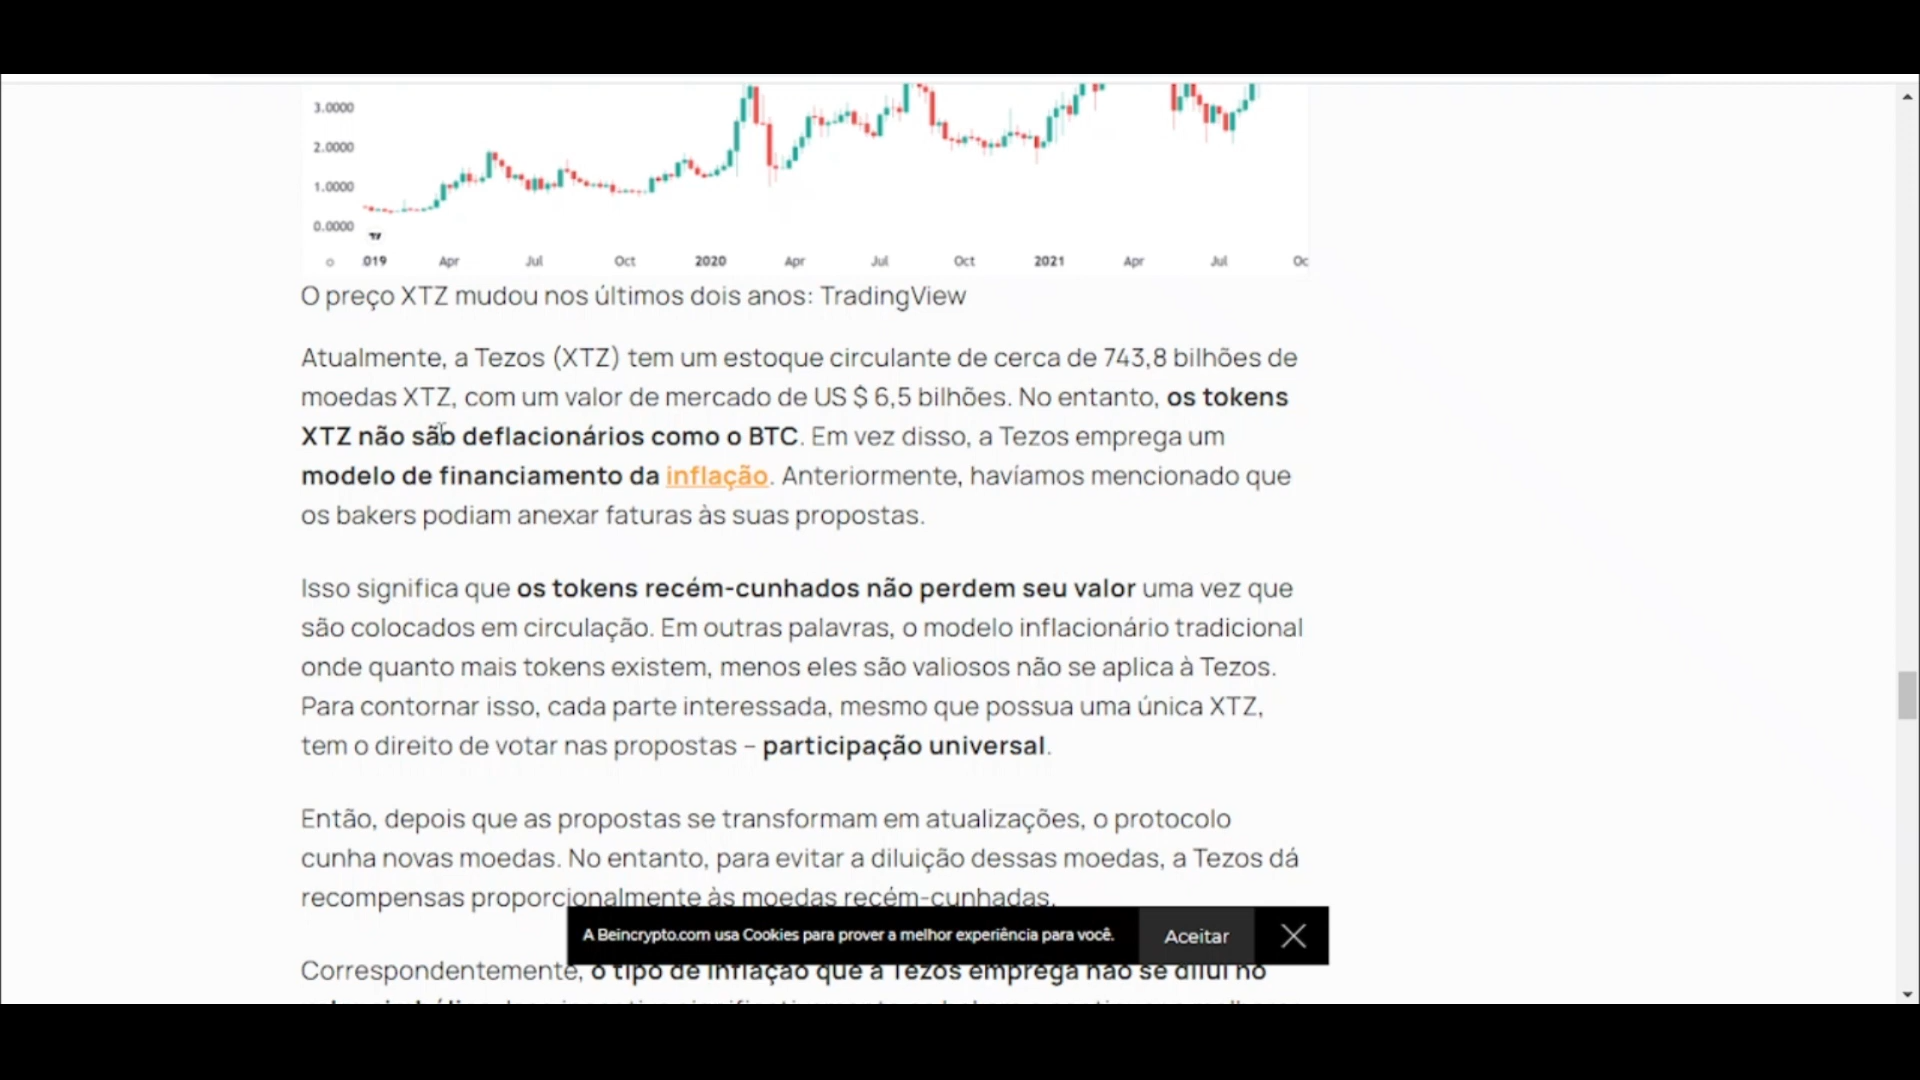 3.0000
2.0000
1.0000
0.0000
019 Apr Jul Oct 2020 Apr Jul Oct 2021 Apr Jul Oc
O preço XTZ mudou nos últimos dois anos: TradingView
Atualmente, a Tezos (XTZ) tem um estoque circulante de cerca de 743,8 bilhões de
moedas XTZ, com um valor de mercado de US $ 6,5 bilhões. No entanto, os tokens
XTZ não são deflacionários como o BTC. Em vez disso, a Tezos emprega um
modelo de financiamento da inflação. Anteriormente, havíamos mencionado que
os bakers podiam anexar faturas às suas propostas.
Isso significa que os tokens recém-cunhados não perdem seu valor uma vez que
são colocados em circulação. Em outras palavras, o modelo inflacionário tradicional
onde quanto mais tokens existem, menos eles são valiosos não se aplica à Tezos.
Para contornar isso, cada parte interessada, mesmo que possua uma única XTZ,
tem o direito de votar nas propostas – participação universal.
Então, depois que as propostas se transformam em atualizações, o protocolo
cunha novas moedas. No entanto, para evitar a diluição dessas moedas, a Tezos dá
recompensas proporcionalmente às moedas recém-cunhadas.
A Beincrypto.com usa Cookies para prover a melhor experiência para você. Aceitar
Correspondentemente, o tipo de inflação que a Tezos emprega não se dilui no